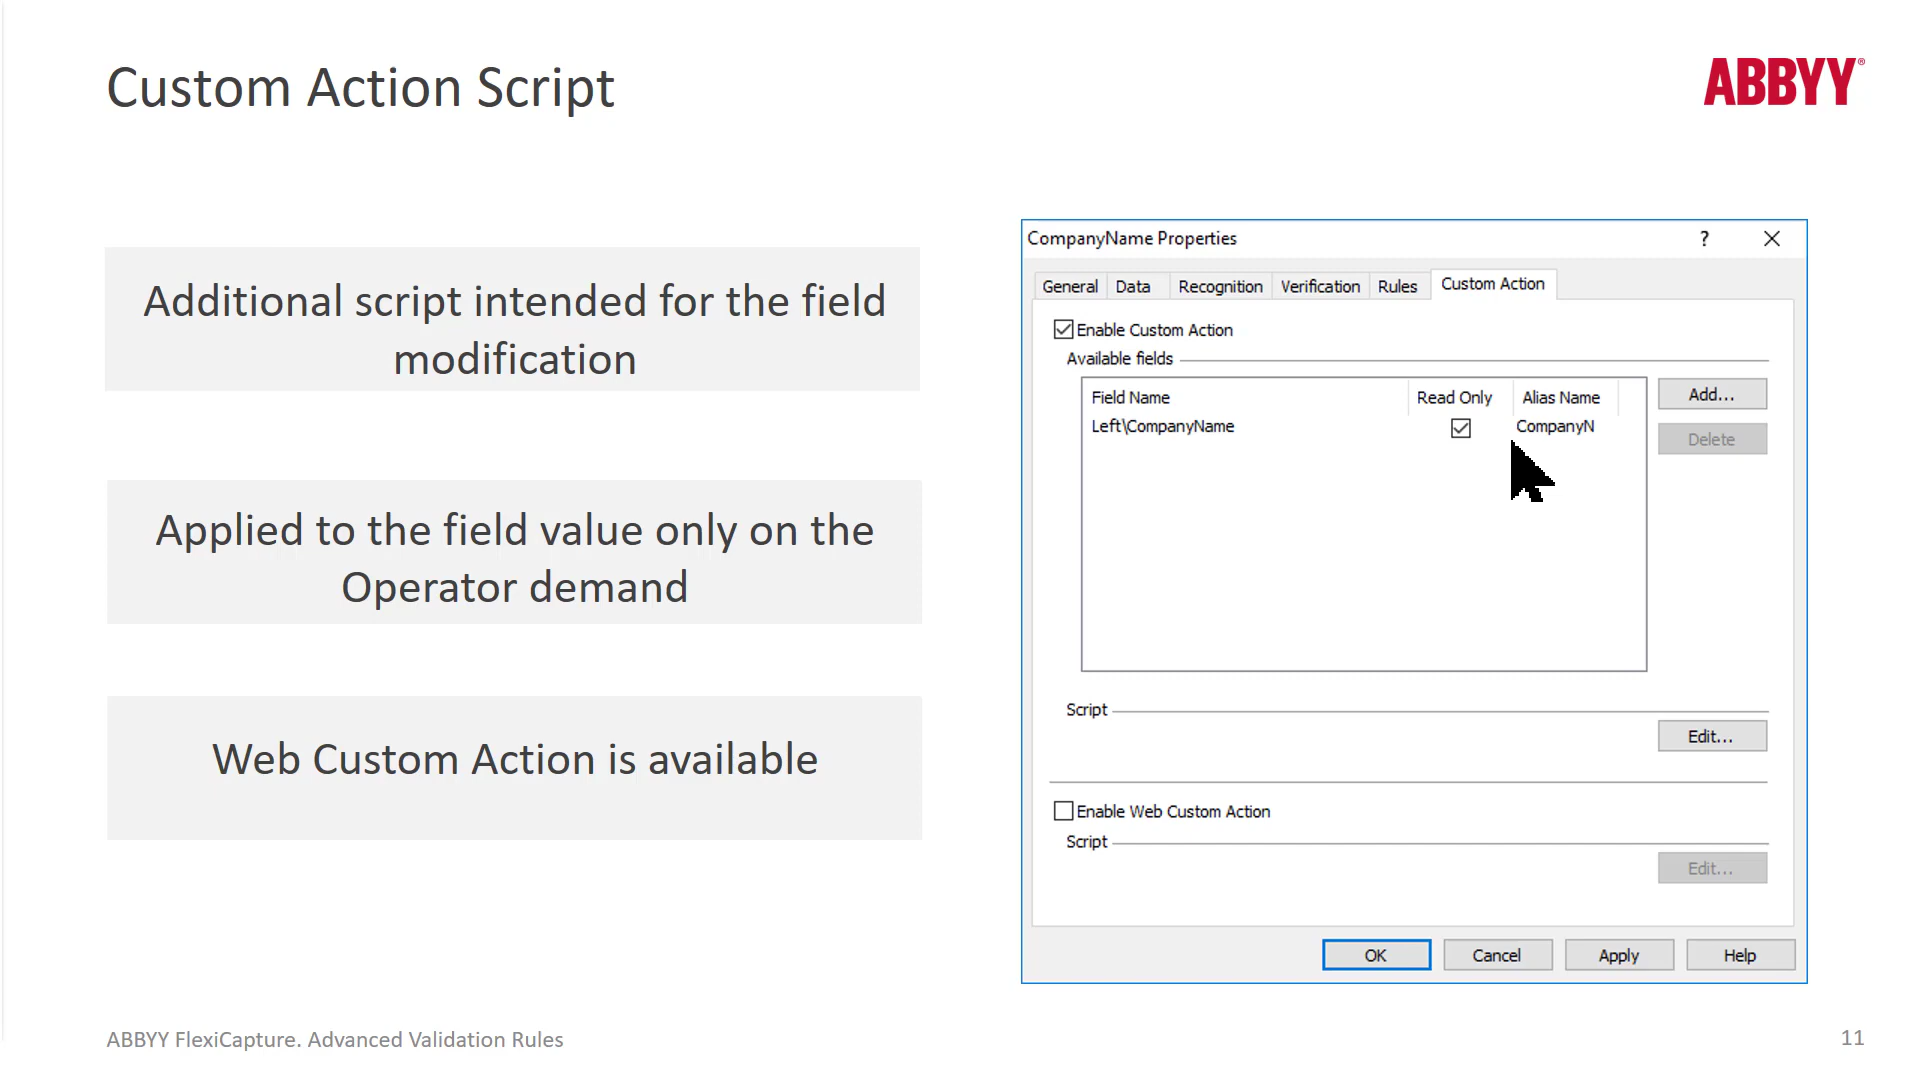 Custom Action Script
ABBYY®
Additional script intended for the field
modification
Applied to the field value only on the
Operator demand
Web Custom Action is available
CompanyName Properties
?
General Data Recognition Verification Rules Custom Action
Enable Custom Action
Available fields
Field Name Read Only Alias Name
Left\CompanyName CompanyN
Add...
Delete
Script
Edit...
Enable Web Custom Action
Script
Edit...
OK Cancel Apply Help
ABBYY FlexiCapture. Advanced Validation Rules
11